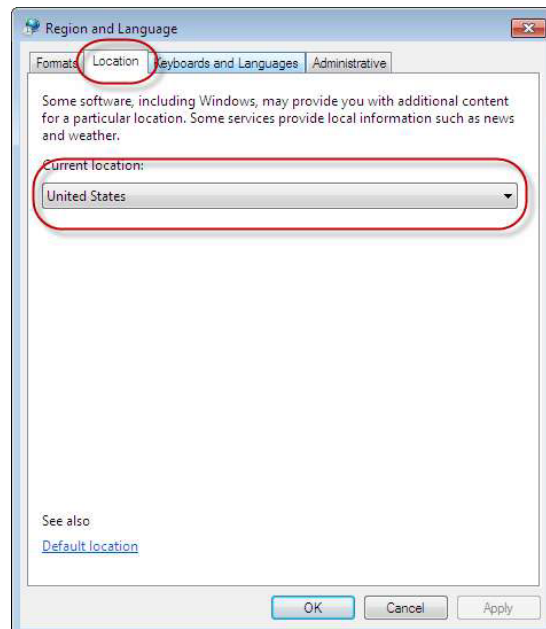 Region and Language
Formats Location Keyboards and Languages Administrative
Some software, including Windows, may provide you with additional content
for a particular location. Some services provide local information such as news
and weather.
Current location:
United States
See also
Default location
OK Cancel Apply